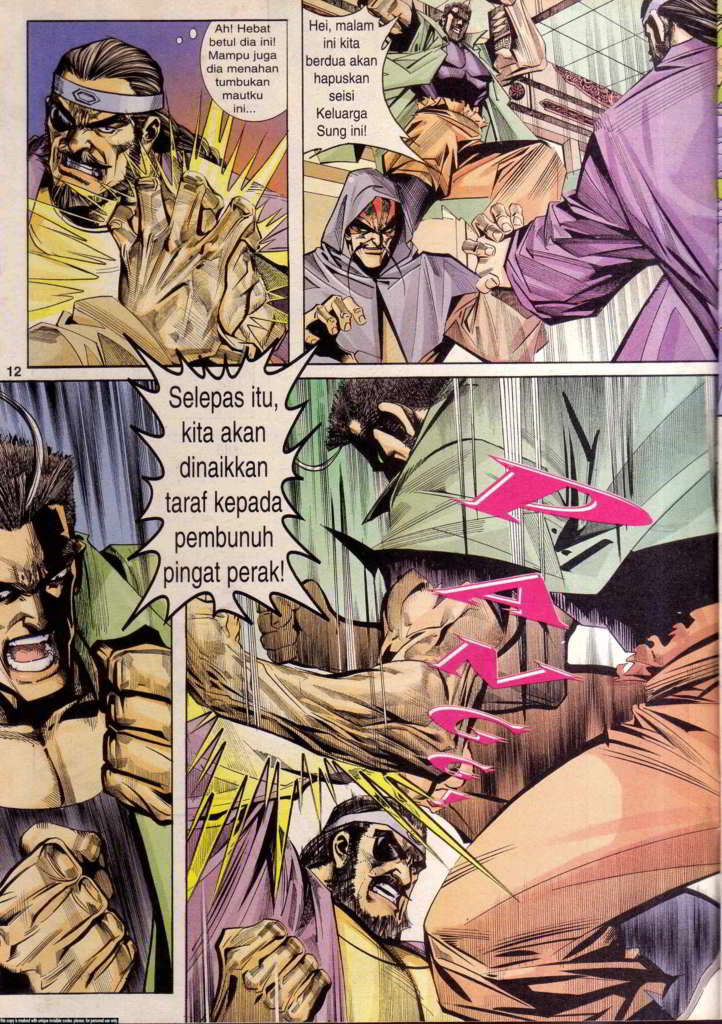 Ah! Hebat
betul dia ini!
Mampu juga
dia menahan
tumbukan
mautku
ini...
Hei, malam
ini kita
berdua akan
hapuskan
seisi
Keluarga
Sung ini!
12
Selepas itu,
kita akan
dinaikkan
taraf kepada
pembunuh
pingat perak!
PANGG